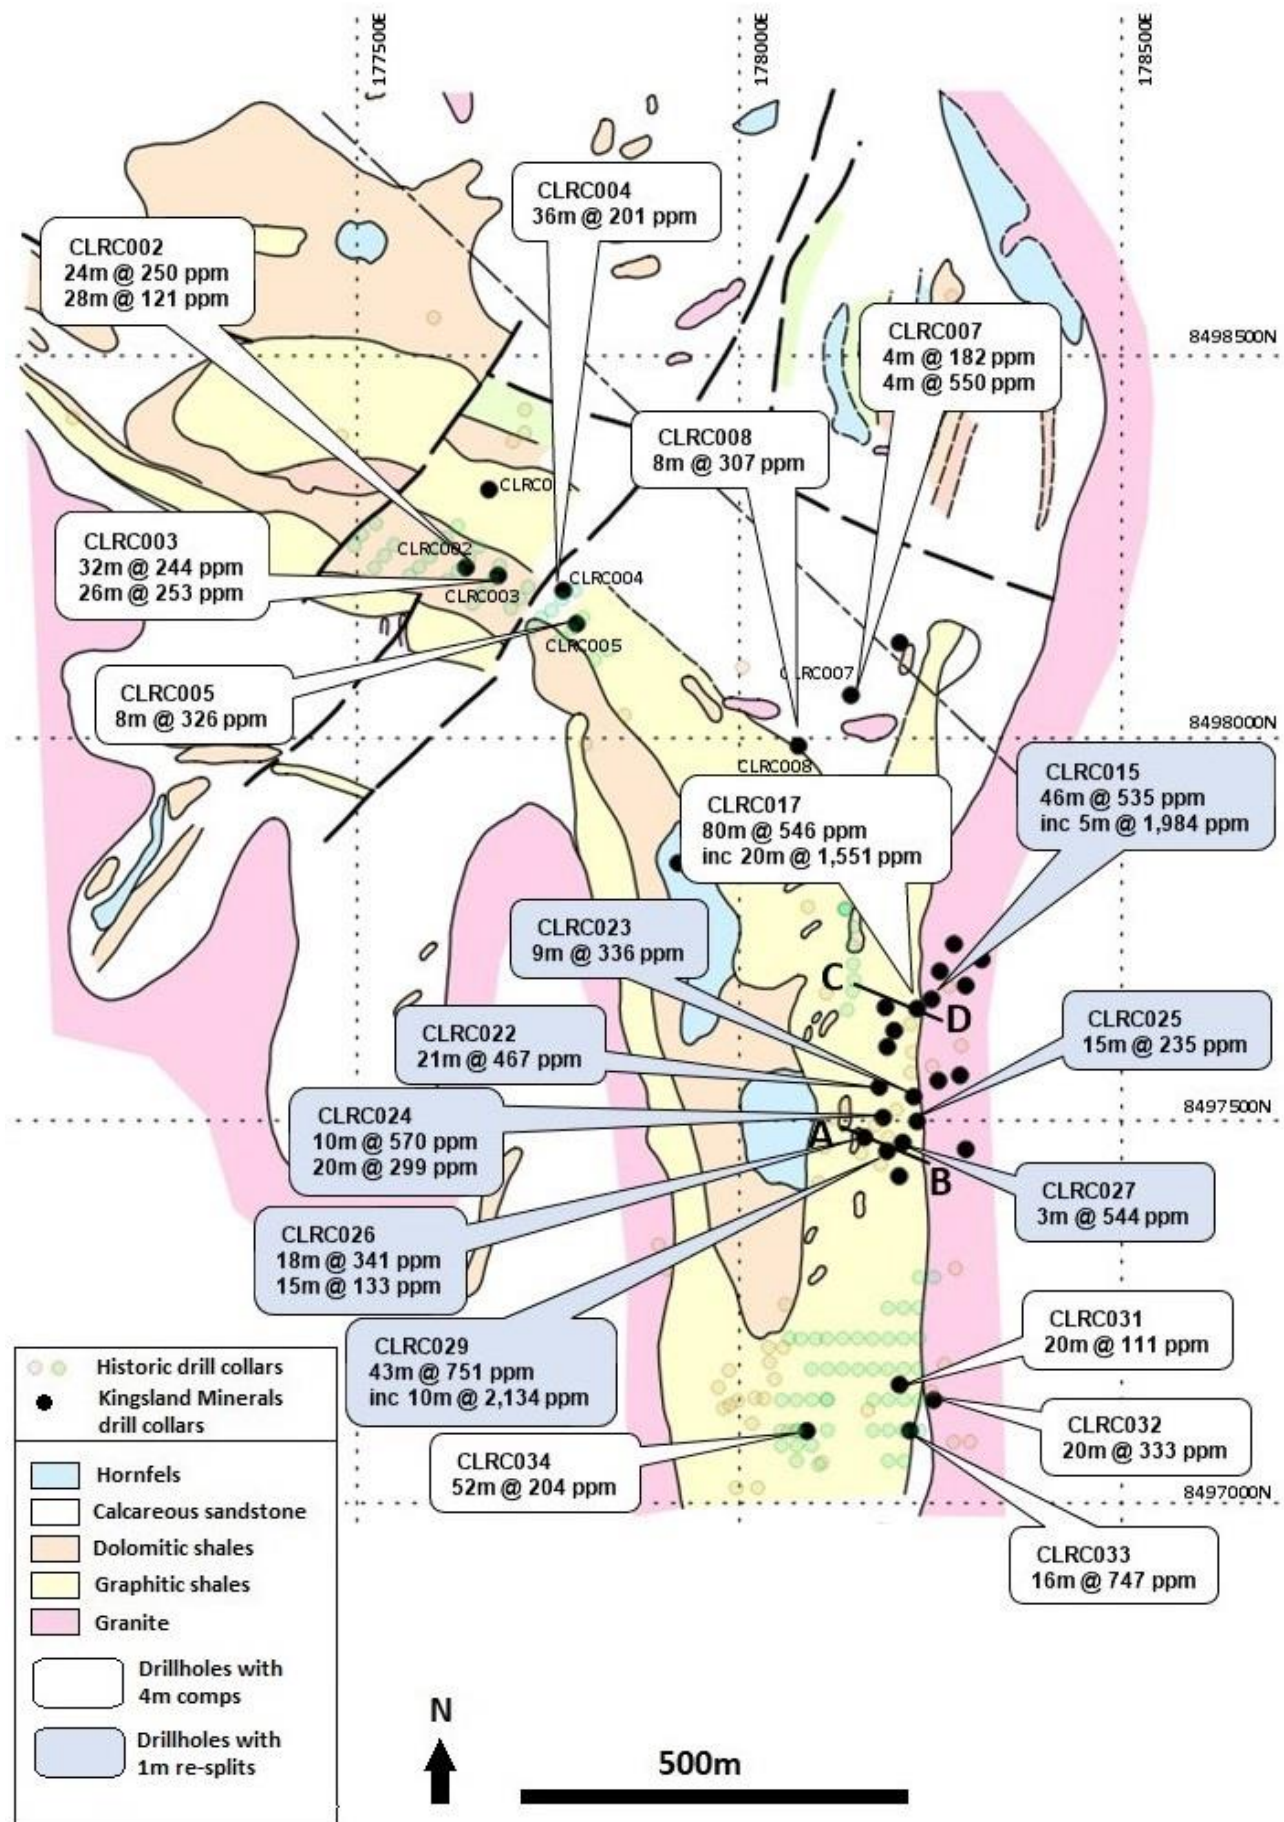 177500E
178000E
178500E
CLRC004
36m @ 201 ppm
CLRC002
24m @ 250 ppm
28m @ 121 ppm
CLRC007
4m @ 182 ppm
4m @ 550 ppm
8498500N
CLRC008
8m @ 307 ppm
CLRC0
CLRC003
32m @ 244 ppm
26m @ 253 ppm
CLRC002
CLRC003
CLRC004
CLRC005
CLRC005
8m @ 326 ppm
CLRC007
8498000N
CLRC008
CLRC015
46m @ 535 ppm
inc 5m @ 1,984 ppm
CLRC017
80m @ 546 ppm
inc 20m @ 1,551 ppm
CLRC023
9m @ 336 ppm
C
D
CLRC022
21m @ 467 ppm
CLRC025
15m @ 235 ppm
CLRC024
10m @ 570 ppm
20m @ 299 ppm
8497500N
A
B
CLRC027
3m @ 544 ppm
CLRC026
18m @ 341 ppm
15m @ 133 ppm
CLRC029
43m @ 751 ppm
inc 10m @ 2,134 ppm
CLRC031
20m @ 111 ppm
CLRC032
20m @ 333 ppm
CLRC034
52m @ 204 ppm
8497000N
CLRC033
16m @ 747 ppm
Historic drill collars
Kingsland Minerals
drill collars
Hornfels
Calcareous sandstone
Dolomitic shales
Graphitic shales
Granite
Drillholes with
4m comps
Drillholes with
1m re-splits
N
500m